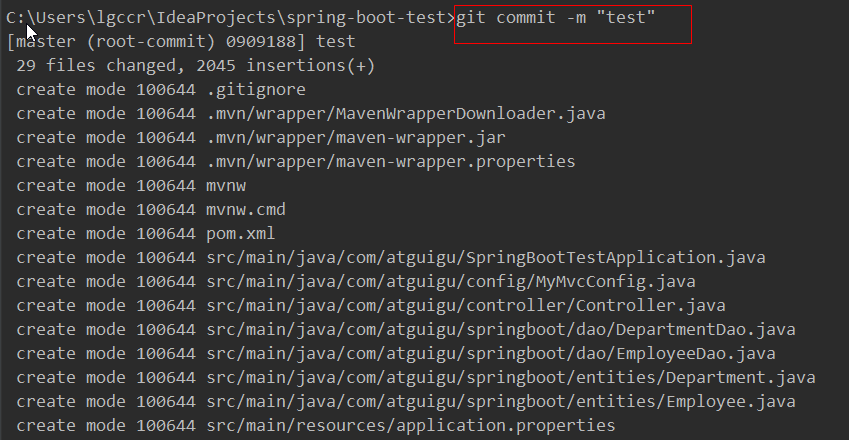 C:\Users\lgccr\IdeaProjects\spring-boot-test>git commit -m "test"
[master (root-commit) 0909188] test
 29 files changed, 2045 insertions(+)
 create mode 100644 .gitignore
 create mode 100644 .mvn/wrapper/MavenWrapperDownloader.java
 create mode 100644 .mvn/wrapper/maven-wrapper.jar
 create mode 100644 .mvn/wrapper/maven-wrapper.properties
 create mode 100644 mvnw
 create mode 100644 mvnw.cmd
 create mode 100644 pom.xml
 create mode 100644 src/main/java/com/atguigu/SpringBootTestApplication.java
 create mode 100644 src/main/java/com/atguigu/config/MyMvcConfig.java
 create mode 100644 src/main/java/com/atguigu/controller/Controller.java
 create mode 100644 src/main/java/com/atguigu/springboot/dao/DepartmentDao.java
 create mode 100644 src/main/java/com/atguigu/springboot/dao/EmployeeDao.java
 create mode 100644 src/main/java/com/atguigu/springboot/entities/Department.java
 create mode 100644 src/main/java/com/atguigu/springboot/entities/Employee.java
 create mode 100644 src/main/resources/application.properties